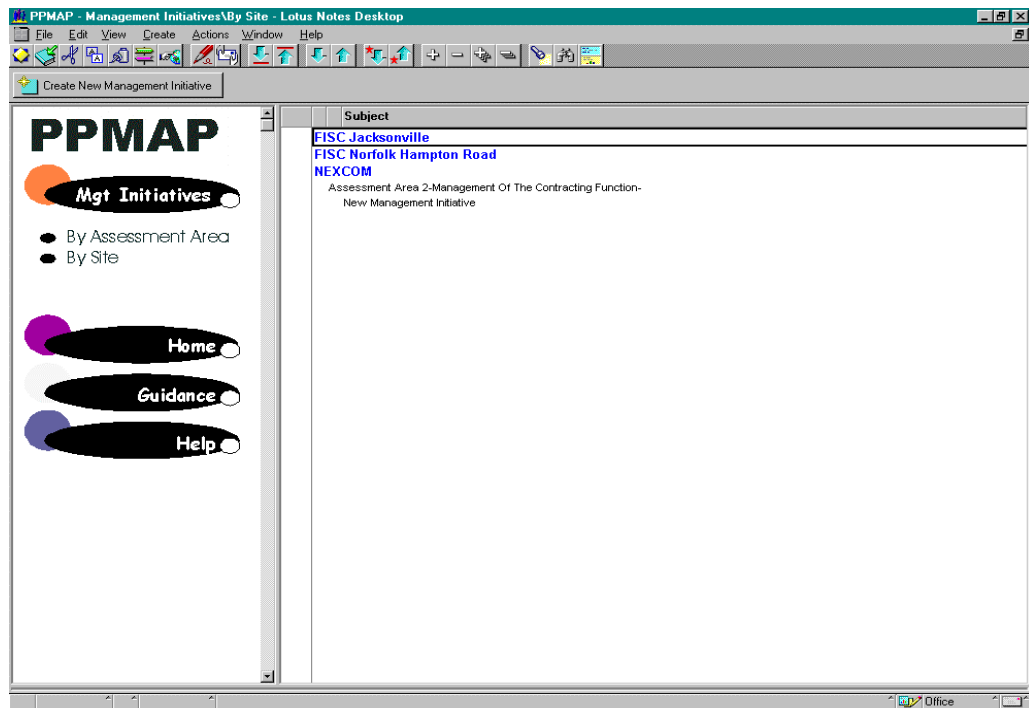 PPMAP - Management Initiatives\By Site - Lotus Notes Desktop
File Edit View Create Actions Window Help
Create New Management Initiative
PPMAP
Mgt Initiatives
By Assessment Area
By Site
Home
Guidance
Help
Subject
FISC Jacksonville
FISC Norfolk Hampton Road
NEXCOM
Assessment Area 2-Management Of The Contracting Function-
New Management Initiative
Office